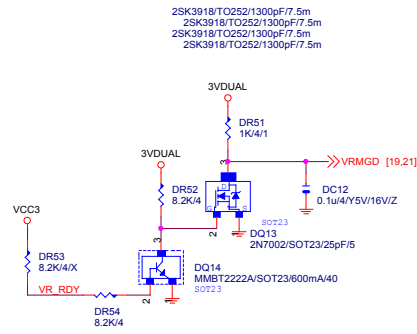 2SK3918/TO252/1300pF/7.5m
2SK3918/TO252/1300pF/7.5m
2SK3918/TO252/1300pF/7.5m
2SK3918/TO252/1300pF/7.5m
3VDUAL
DR51
1K/4/1
3
VRMGD [19,21]
3VDUAL
DR52
8.2K/4
D
G
S
DC12
0.1u/4/Y5V/16V/Z
SOT23
2
DQ13
2N7002/SOT23/25pF/5
VCC3
3
DR53
8.2K/4/X
DQ14
MMBT2222A/SOT23/600mA/40
SOT23
VR_RDY
2
DR54
8.2K/4